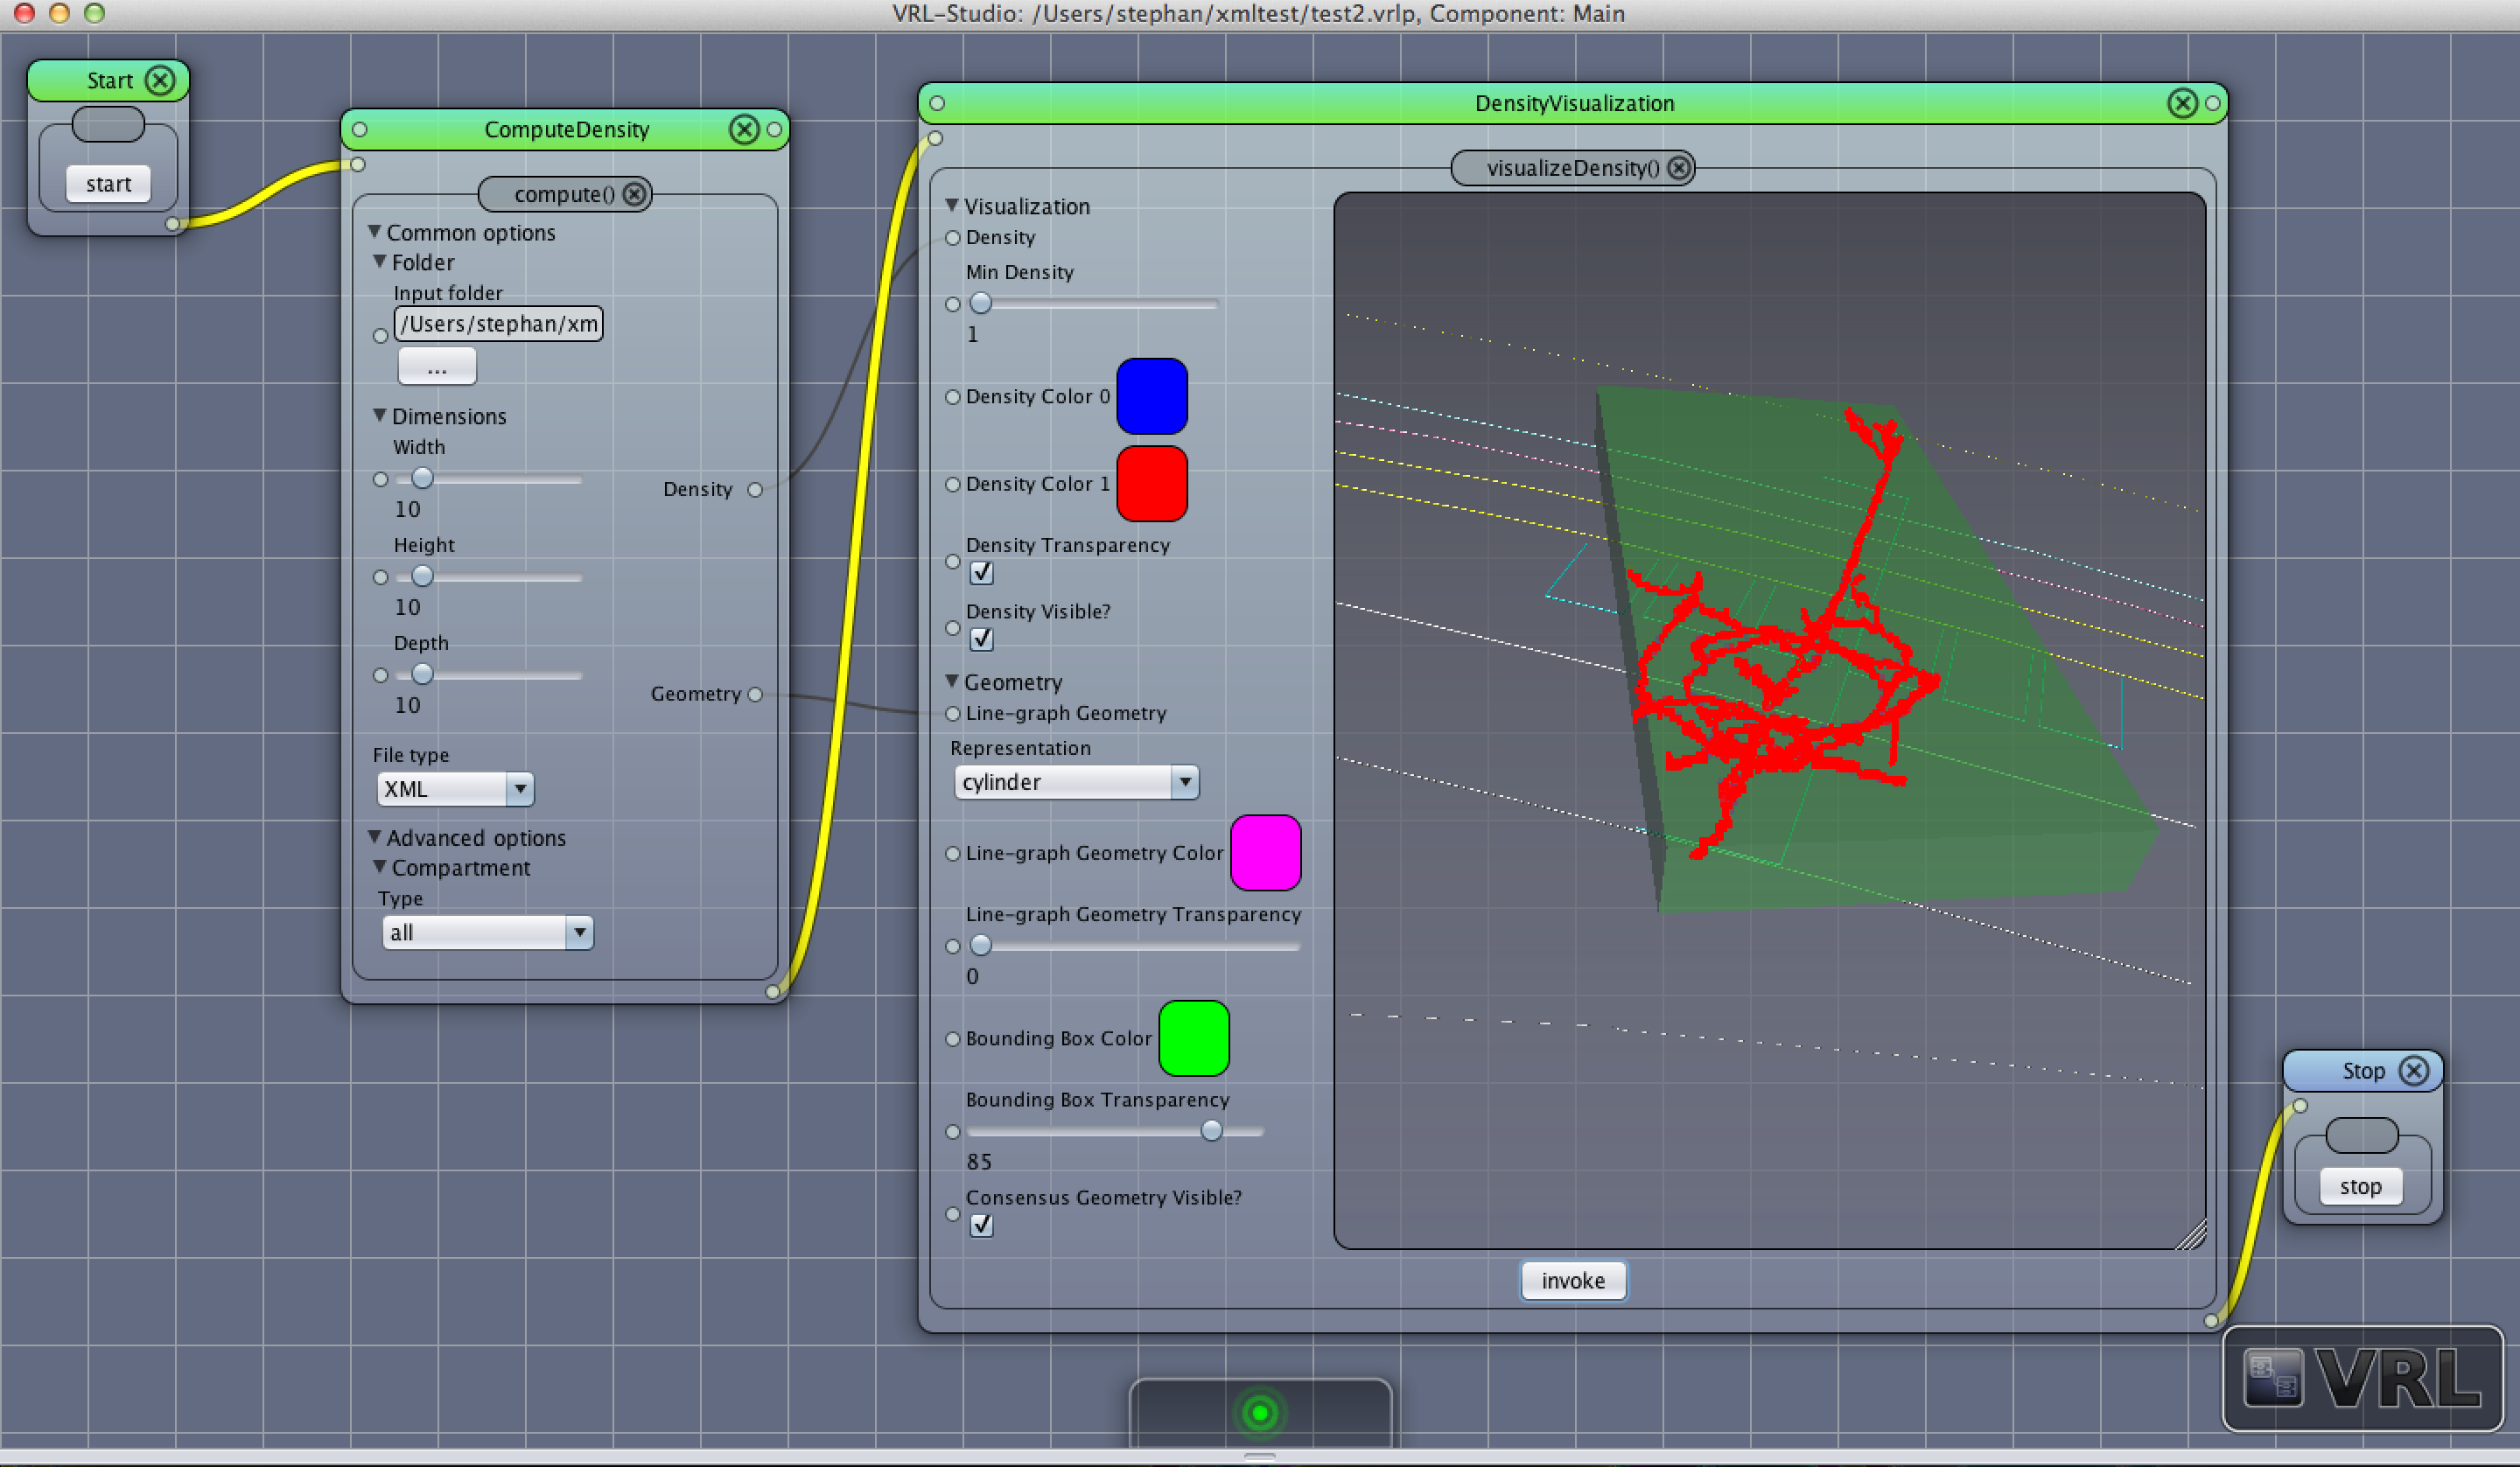 VRL-Studio: /Users/stephan/xmltest/test2.vrlp, Component: Main
Start
start
ComputeDensity
compute()
Common options
Folder
Input folder
/Users/stephan/xm
...
Dimensions
Width
10
Height
10
Depth
10
Density
Geometry
File type
XML
Advanced options
Compartment
Type
all
DensityVisualization
visualizeDensity()
Visualization
Density
Min Density
1
Density Color 0
Density Color 1
Density Transparency
Density Visible?
Geometry
Line-graph Geometry
Representation
cylinder
Line-graph Geometry Color
Line-graph Geometry Transparency
0
Bounding Box Color
Bounding Box Transparency
85
Consensus Geometry Visible?
invoke
Stop
stop
VRL